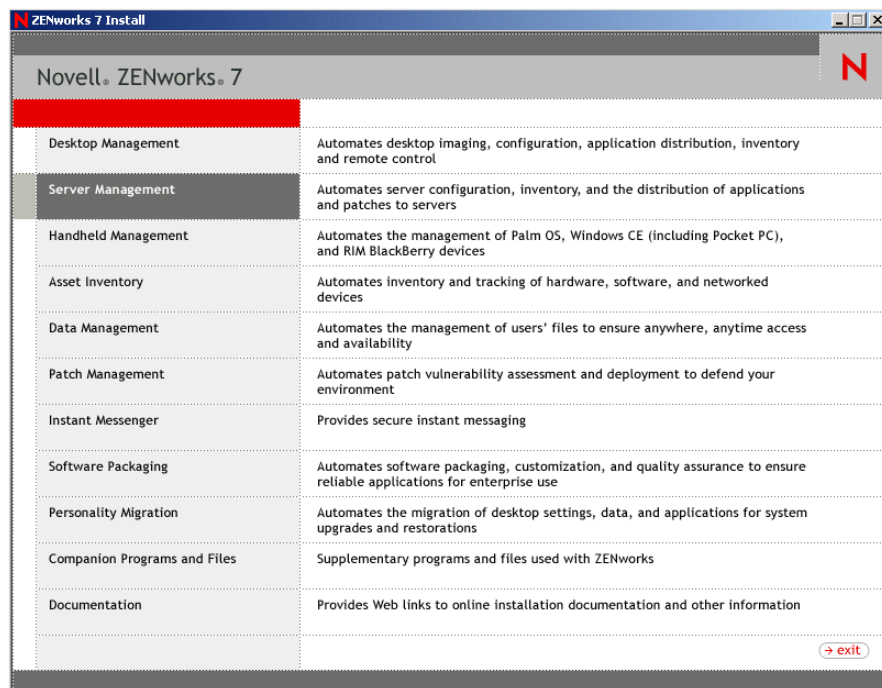 ZENworks 7 Install
Novell® ZENworks® 7
N
Desktop Management
Automates desktop imaging, configuration, application distribution, inventory
and remote control
Server Management
Automates server configuration, inventory, and the distribution of applications
and patches to servers
Handheld Management
Automates the management of Palm OS, Windows CE (including Pocket PC),
and RIM BlackBerry devices
Asset Inventory
Automates inventory and tracking of hardware, software, and networked
devices
Data Management
Automates the management of users’ files to ensure anywhere, anytime access
and availability
Patch Management
Automates patch vulnerability assessment and deployment to defend your
environment
Instant Messenger
Provides secure instant messaging
Software Packaging
Automates software packaging, customization, and quality assurance to ensure
reliable applications for enterprise use
Personality Migration
Automates the migration of desktop settings, data, and applications for system
upgrades and restorations
Companion Programs and Files
Supplementary programs and files used with ZENworks
Documentation
Provides Web links to online installation documentation and other information
→ exit